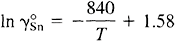 ln γ°Sn = − 840/T + 1.58